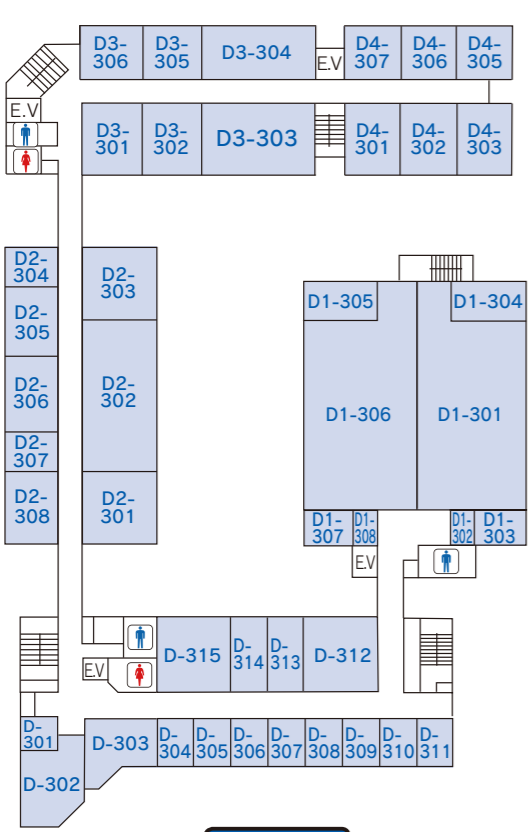 D3-
306
D3-
305
D3-304
E.V
D4-
307
D4-
306
D4-
305
E.V
D3-
301
D3-
302
D3-303
D4-
301
D4-
302
D4-
303
D2-
304
D2-
305
D2-
306
D2-
307
D2-
308
D2-
303
D2-
302
D2-
301
D1-305
D1-304
D1-306
D1-301
D1-
307
D1-
308
D1-
302
D1-
303
E.V
E.V
D-315
D-
314
D-
313
D-312
D-
301
D-302
D-303
D-
304
D-
305
D-
306
D-
307
D-
308
D-
309
D-
310
D-
311